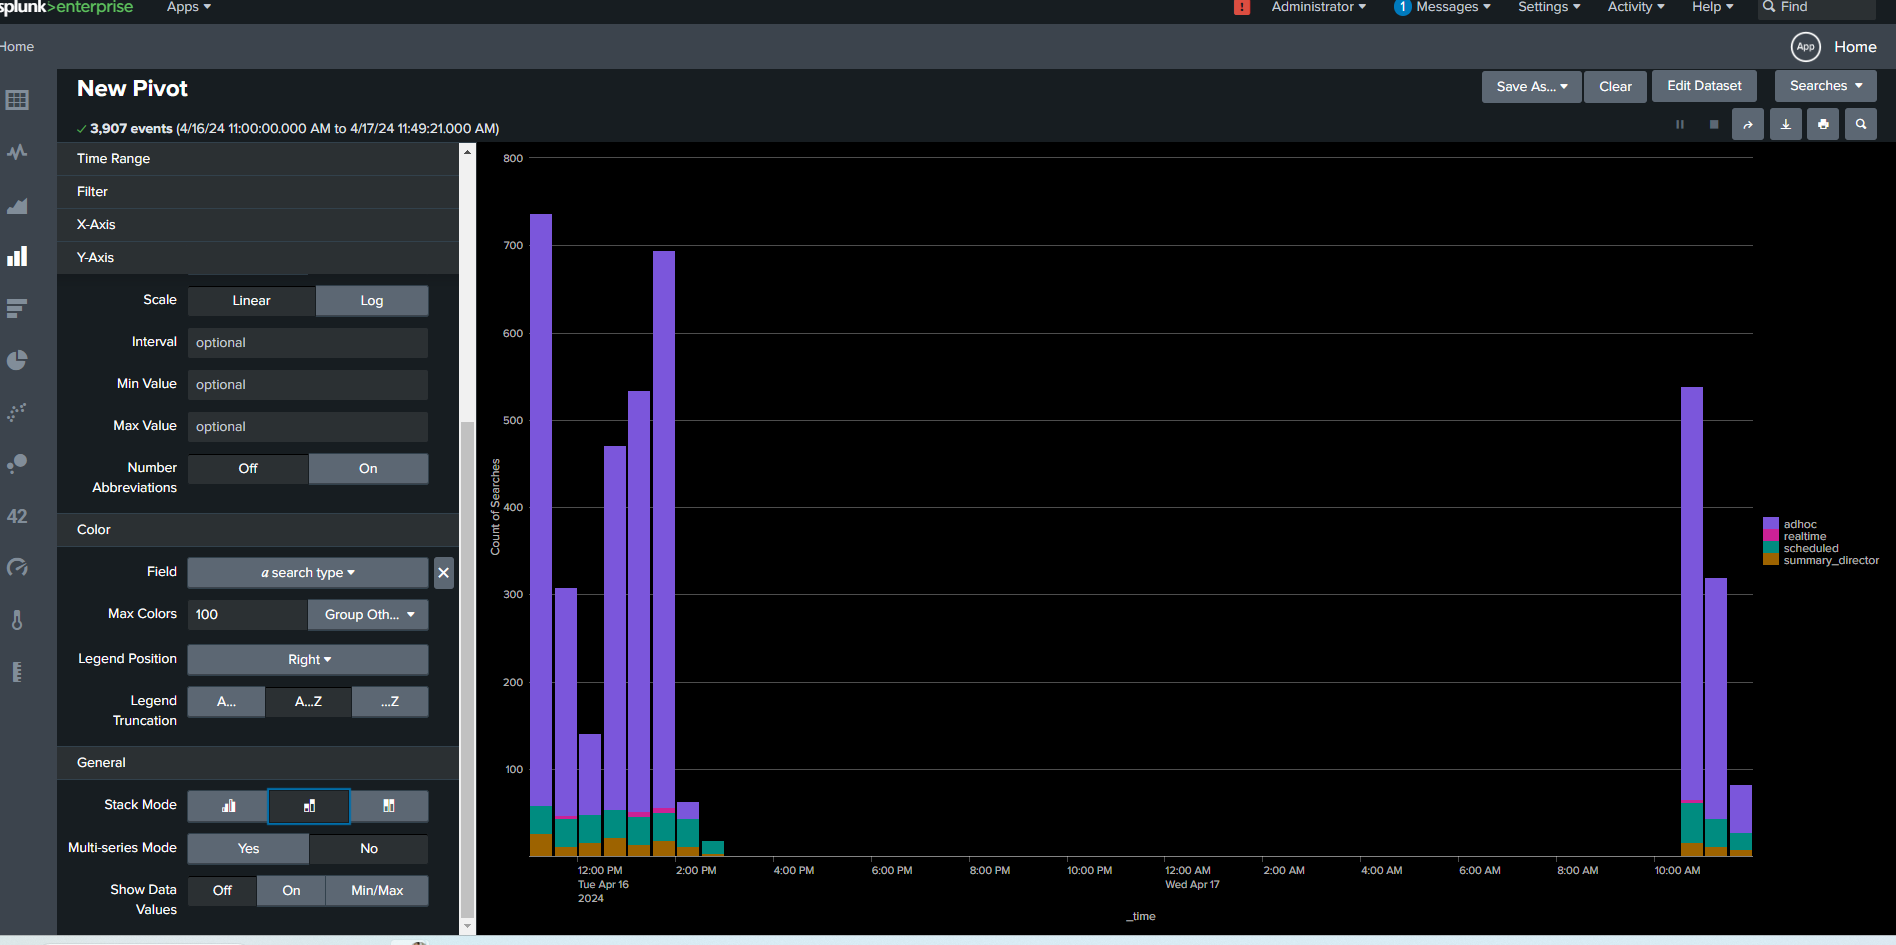 splunk>enterprise Apps Administrator 1 Messages Settings Activity Help Find
Home App Home
New Pivot Save As... Clear Edit Dataset Searches
3,907 events (4/16/24 11:00:00.000 AM to 4/17/24 11:49:21.000 AM)
Time Range
Filter
X-Axis
Y-Axis
Scale Linear Log
Interval optional
Min Value optional
Max Value optional
Number Abbreviations Off On
Color
Field a search type
Max Colors 100 Group Oth...
Legend Position Right
Legend Truncation A... A...Z ...Z
General
Stack Mode
Multi-series Mode Yes No
Show Data Values Off On Min/Max
42
800
700
600
500
400
300
200
100
Count of Searches
12:00 PM 2:00 PM 4:00 PM 6:00 PM 8:00 PM 10:00 PM 12:00 AM 2:00 AM 4:00 AM 6:00 AM 8:00 AM 10:00 AM
Tue Apr 16 Wed Apr 17
2024
_time
adhoc
realtime
scheduled
summary_director